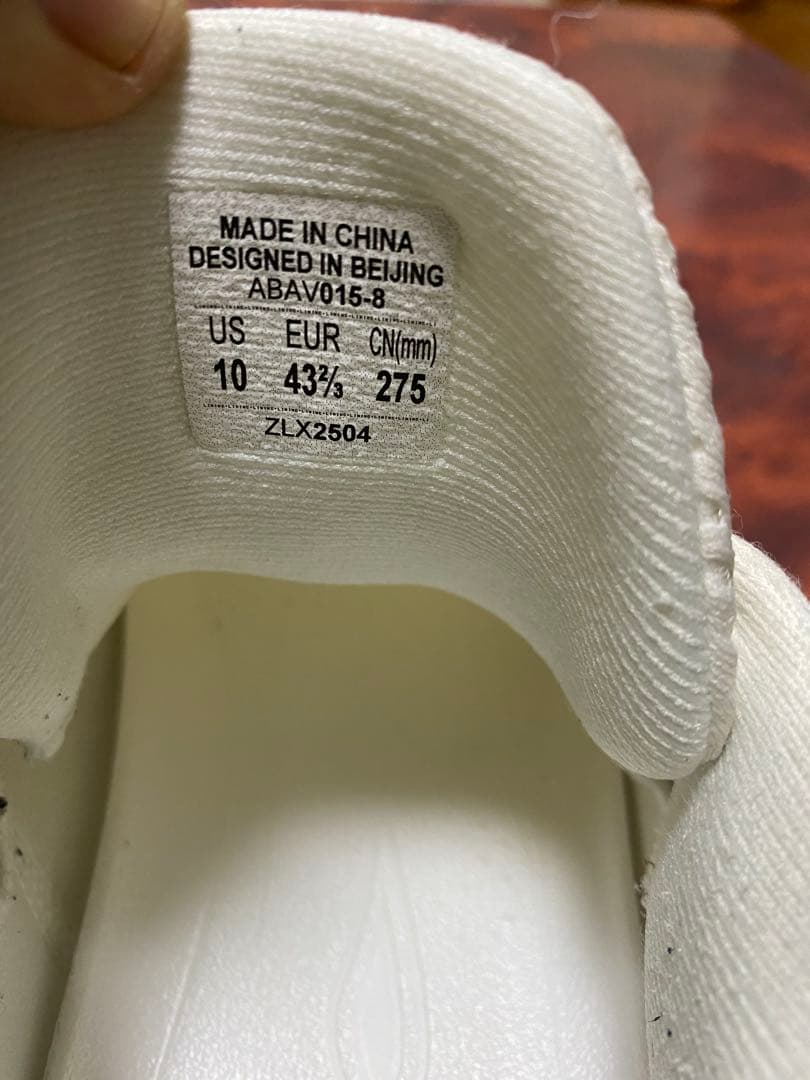 MADE IN CHINA
DESIGNED IN BEIJING
ABAV015-8
US EUR CN(mm)
10 43⅔ 275
ZLX2504